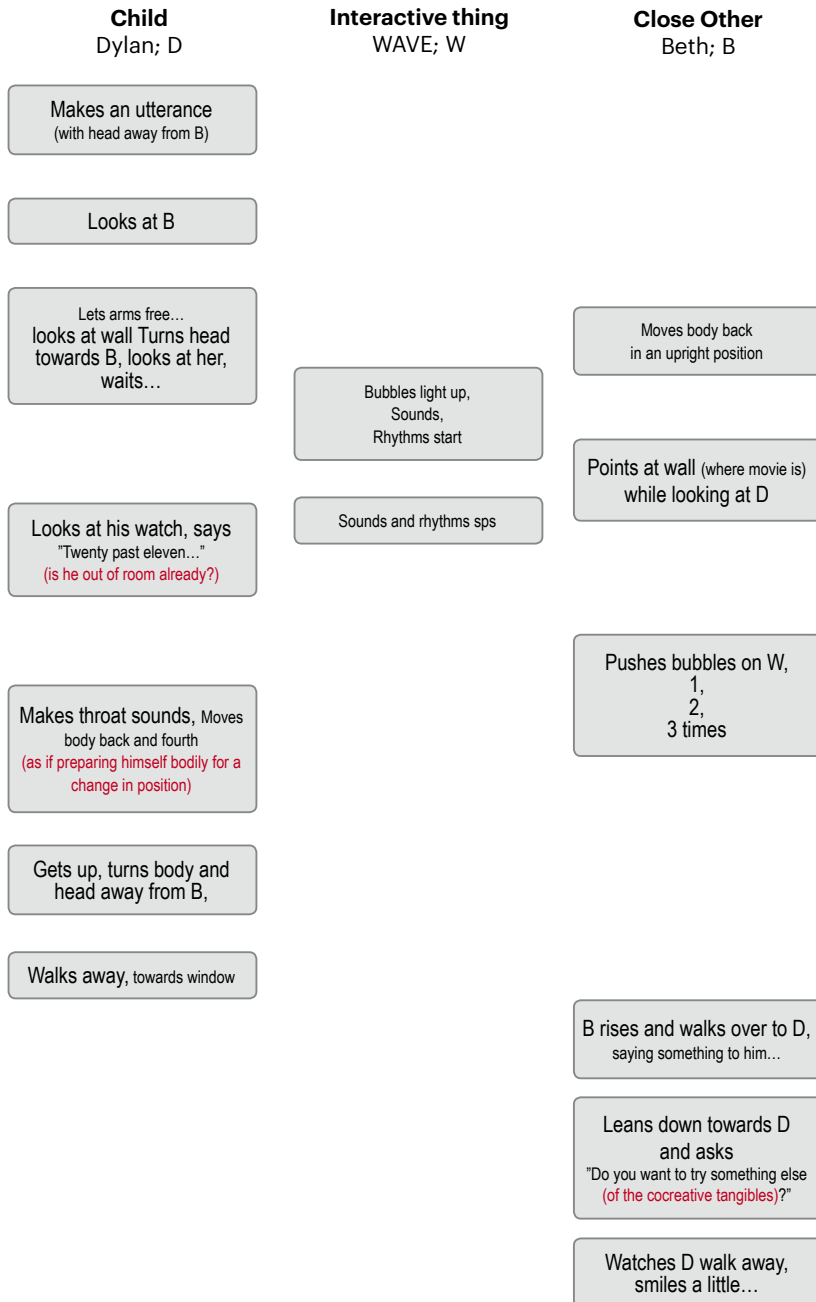 Child
Dylan; D
Interactive thing
WAVE; W
Close Other
Beth; B
Makes an utterance
(with head away from B)
Looks at B
Lets arms free…
looks at wall Turns head
towards B, looks at her,
waits…
Moves body back
in an upright position
Bubbles light up,
Sounds,
Rhythms start
Points at wall (where movie is)
while looking at D
Sounds and rhythms sps
Looks at his watch, says
”Twenty past eleven…”
(is he out of room already?)
Pushes bubbles on W,
1,
2,
3 times
Makes throat sounds, Moves
body back and fourth
(as if preparing himself bodily for a
change in position)
Gets up, turns body and
head away from B,
Walks away, towards window
B rises and walks over to D,
saying something to him…
Leans down towards D
and asks
”Do you want to try something else
(of the cocreative tangibles)?”
Watches D walk away,
smiles a little…